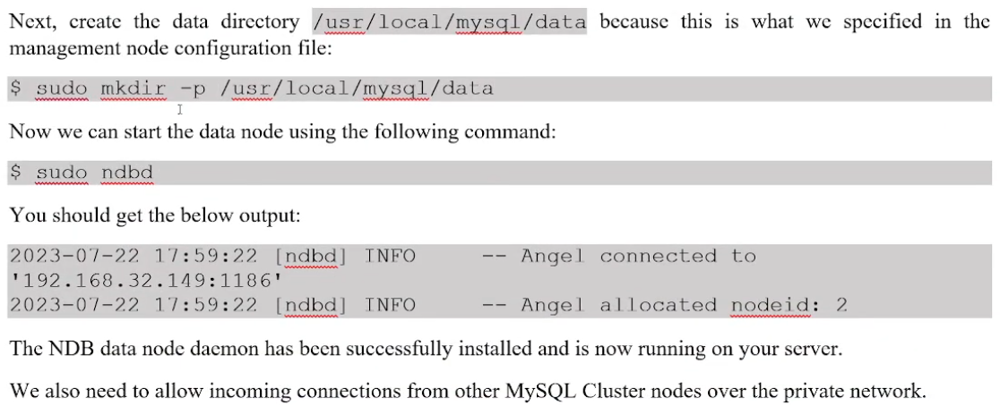 Next, create the data directory /usr/local/mysql/data because this is what we specified in the
management node configuration file:
$ sudo mkdir -p /usr/local/mysql/data
Now we can start the data node using the following command:
$ sudo ndbd
You should get the below output:
2023-07-22 17:59:22 [ndbd] INFO     -- Angel connected to
'192.168.32.149:1186'
2023-07-22 17:59:22 [ndbd] INFO     -- Angel allocated nodeid: 2
The NDB data node daemon has been successfully installed and is now running on your server.
We also need to allow incoming connections from other MySQL Cluster nodes over the private network.